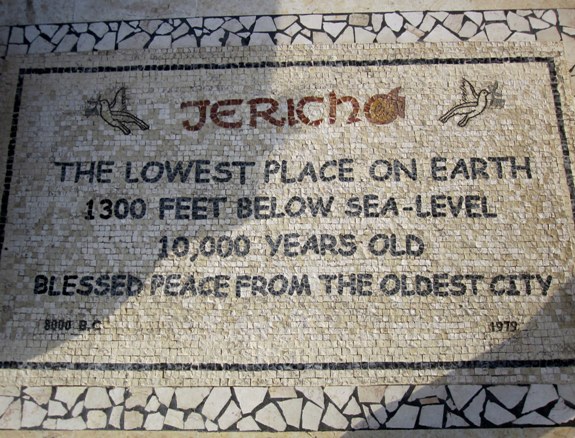 JERICHO
THE LOWEST PLACE ON EARTH
1300 FEET BELOW SEA-LEVEL
10,000 YEARS OLD
BLESSED PEACE FROM THE OLDEST CITY
8000 B.C 1979